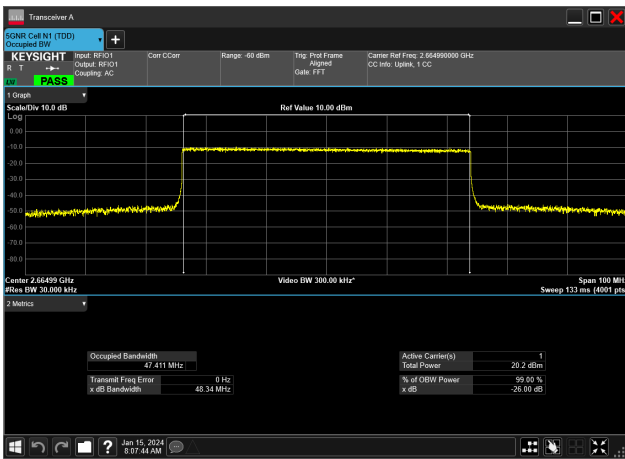 Transceiver A
5GNR Cell N1 (TDD)
Occupied BW
KEYSIGHT
R T
PASS
Input: RFIO1
Output: RFIO1
Coupling: AC
Corr CCorr
Range: -60 dBm
Trig: Prot Frame
Aligned
Gate: FFT
Carrier Ref Freq: 2.664990000 GHz
CC Info: Uplink, 1 CC
1 Graph
Scale/Div 10.0 dB
Ref Value 10.00 dBm
Log
0.00
-10.0
-20.0
-30.0
-40.0
-50.0
-60.0
-70.0
-80.0
Center 2.66499 GHz
Video BW 300.00 kHz*
Span 100 MHz
#Res BW 30.000 kHz
Sweep 133 ms (4001 pts
2 Metrics
Occupied Bandwidth
47.411 MHz
Transmit Freq Error 0 Hz
x dB Bandwidth 48.34 MHz
Active Carrier(s) 1
Total Power 20.2 dBm
% of OBW Power 99.00 %
x dB -26.00 dB
?
Jan 15, 2024
8:07:44 AM